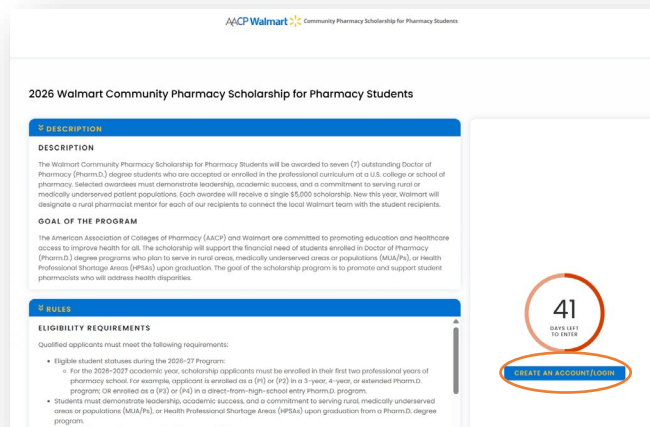 AACP Walmart Community Pharmacy Scholarship for Pharmacy Students
2026 Walmart Community Pharmacy Scholarship for Pharmacy Students
DESCRIPTION
DESCRIPTION
The Walmart Community Pharmacy Scholarship for Pharmacy Students will be awarded to seven (7) outstanding Doctor of
Pharmacy (Pharm.D.) degree students who are accepted or enrolled in the professional curriculum at a U.S. college or school of
pharmacy. Selected awardees must demonstrate leadership, academic success, and a commitment to serving rural or
medically underserved patient populations. Each awardee will receive a single $5,000 scholarship. New this year, Walmart will
designate a rural pharmacist mentor for each of our recipients to connect the local Walmart team with the student recipients.
GOAL OF THE PROGRAM
The American Association of Colleges of Pharmacy (AACP) and Walmart are committed to promoting education and healthcare
access to improve health for all. The scholarship will support the financial need of students enrolled in Doctor of Pharmacy
(Pharm.D.) degree programs who plan to serve in rural areas, medically underserved areas or populations (MUA/Ps), or Health
Professional Shortage Areas (HPSAs) upon graduation. The goal of the scholarship program is to promote and support student
pharmacists who will address health disparities.
RULES
ELIGIBILITY REQUIREMENTS
Qualified applicants must meet the following requirements:
• Eligible student statuses during the 2026-27 Program:
◦ For the 2026-2027 academic year, scholarship applicants must be enrolled in their first two professional years of
pharmacy school. For example, applicant is enrolled as a (P1) or (P2) in a 3-year, 4-year, or extended Pharm.D.
program; OR enrolled as a (P3) or (P4) in a direct-from-high-school entry Pharm.D. program.
• Students must demonstrate leadership, academic success, and a commitment to serving rural, medically underserved
areas or populations (MUA/Ps), or Health Professional Shortage Areas (HPSAs) upon graduation from a Pharm.D. degree
program.
41
DAYS LEFT
TO ENTER
CREATE AN ACCOUNT/LOGIN